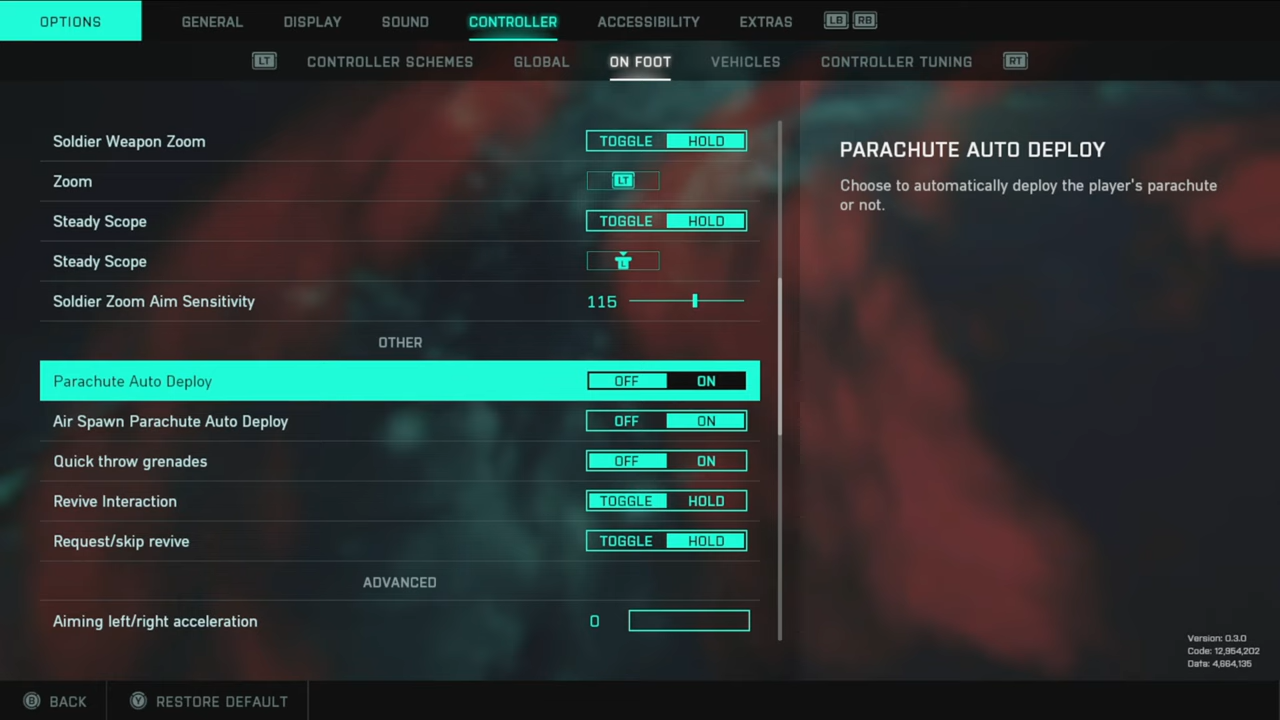 OPTIONS GENERAL DISPLAY SOUND CONTROLLER ACCESSIBILITY EXTRAS LB RB
LT CONTROLLER SCHEMES GLOBAL ON FOOT VEHICLES CONTROLLER TUNING RT
Soldier Weapon Zoom TOGGLE HOLD
Zoom LT
Steady Scope TOGGLE HOLD
Steady Scope L
Soldier Zoom Aim Sensitivity 115
OTHER
Parachute Auto Deploy OFF ON
Air Spawn Parachute Auto Deploy OFF ON
Quick throw grenades OFF ON
Revive Interaction TOGGLE HOLD
Request/skip revive TOGGLE HOLD
ADVANCED
Aiming left/right acceleration 0
PARACHUTE AUTO DEPLOY
Choose to automatically deploy the player's parachute
or not.
Version: 0.3.0
Code: 12,954,202
Data: 4,664,135
B BACK Y RESTORE DEFAULT